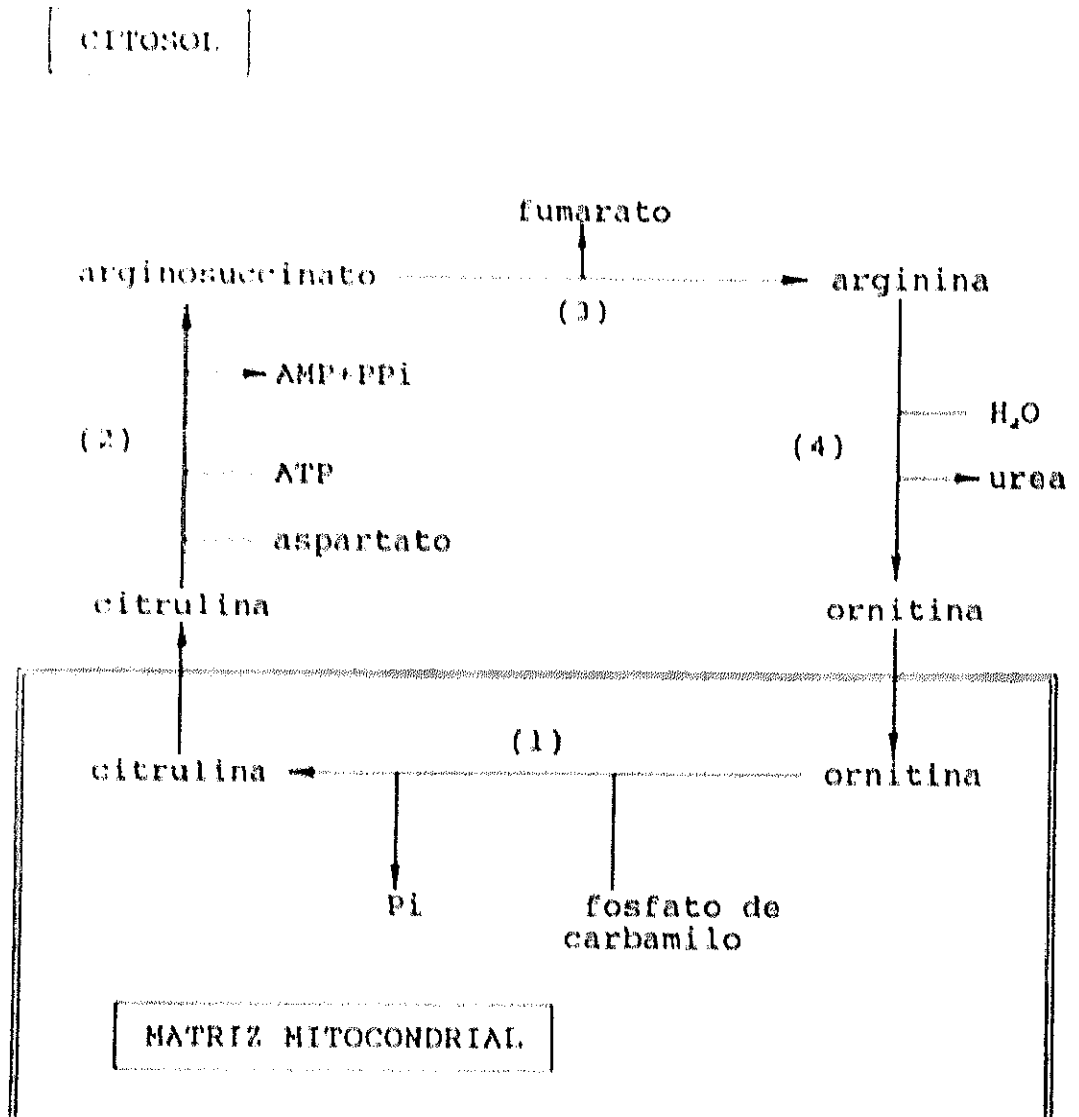 CITOSOL
fumarato
arginosuccinato
arginina
(3)
AMP+PPi
H₂O
(2)
(4)
ATP
urea
aspartato
citrulina
ornitina
(1)
citrulina
ornitina
Pi
fosfato de
carbamilo
MATRIZ MITOCONDRIAL